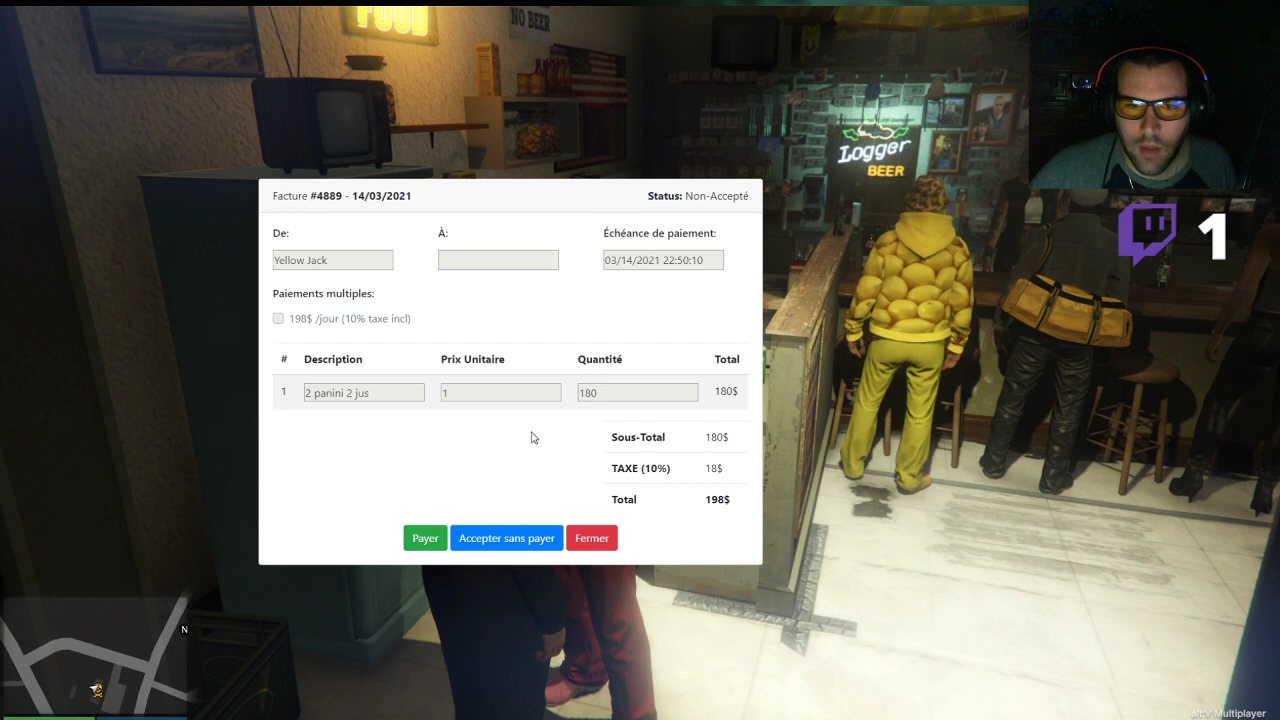 FOOD
NO BEER
Logger
BEER
1
Facture #4889 - 14/03/2021
Status: Non-Accepté
De:
À:
Échéance de paiement:
Yellow Jack
03/14/2021 22:50:10
Paiements multiples:
198$ /jour (10% taxe incl)
# Description Prix Unitaire Quantité Total
1 2 panini 2 jus 1 180 180$
Sous-Total 180$
TAXE (10%) 18$
Total 198$
Payer Accepter sans payer Fermer
N
alt:V Multiplayer